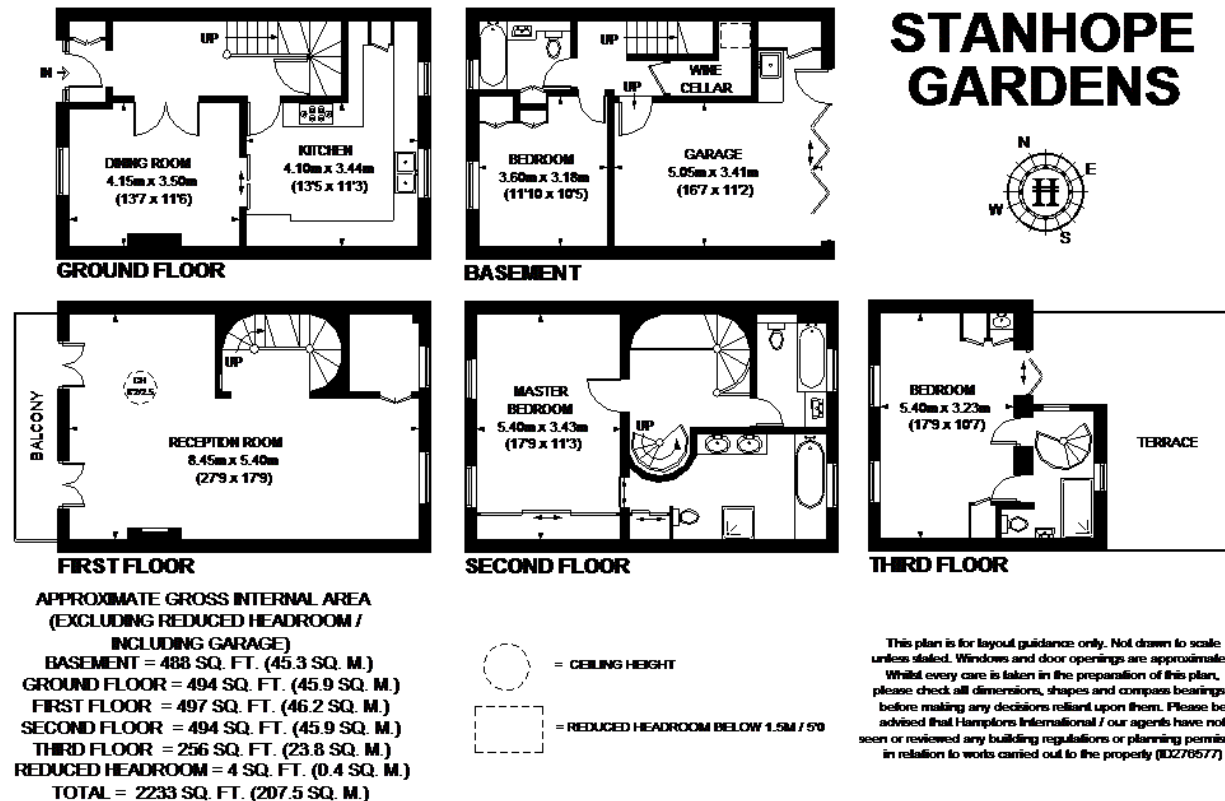 STANHOPE
GARDENS
N
E
W
S
H
IN
UP
DINING ROOM
4.15m x 3.50m
(13'7 x 11'6)
KITCHEN
4.10m x 3.44m
(13'5 x 11'3)
GROUND FLOOR
UP
UP
WINE
CELLAR
BEDROOM
3.60m x 3.18m
(11'10 x 10'5)
GARAGE
5.05m x 3.41m
(16'7 x 11'2)
BASEMENT
BALCONY
CH
UP
RECEPTION ROOM
8.45m x 5.40m
(27'9 x 17'9)
FIRST FLOOR
MASTER
BEDROOM
5.40m x 3.43m
(17'9 x 11'3)
UP
SECOND FLOOR
BEDROOM
5.40m x 3.23m
(17'9 x 10'7)
TERRACE
THIRD FLOOR
APPROXIMATE GROSS INTERNAL AREA
(EXCLUDING REDUCED HEADROOM /
INCLUDING GARAGE)
BASEMENT = 488 SQ. FT. (45.3 SQ. M.)
GROUND FLOOR = 494 SQ. FT. (45.9 SQ. M.)
FIRST FLOOR = 497 SQ. FT. (46.2 SQ. M.)
SECOND FLOOR = 494 SQ. FT. (45.9 SQ. M.)
THIRD FLOOR = 256 SQ. FT. (23.8 SQ. M.)
REDUCED HEADROOM = 4 SQ. FT. (0.4 SQ. M.)
TOTAL = 2233 SQ. FT. (207.5 SQ. M.)
= CEILING HEIGHT
= REDUCED HEADROOM BELOW 1.5M / 5'0
This plan is for layout guidance only. Not drawn to scale
unless stated. Windows and door openings are approximate
Whilst every care is taken in the preparation of this plan,
please check all dimensions, shapes and compass bearings
before making any decisions reliant upon them. Please be
advised that Hamptons International / our agents have not
seen or reviewed any building regulations or planning permis
in relation to works carried out to the property (ID276577)